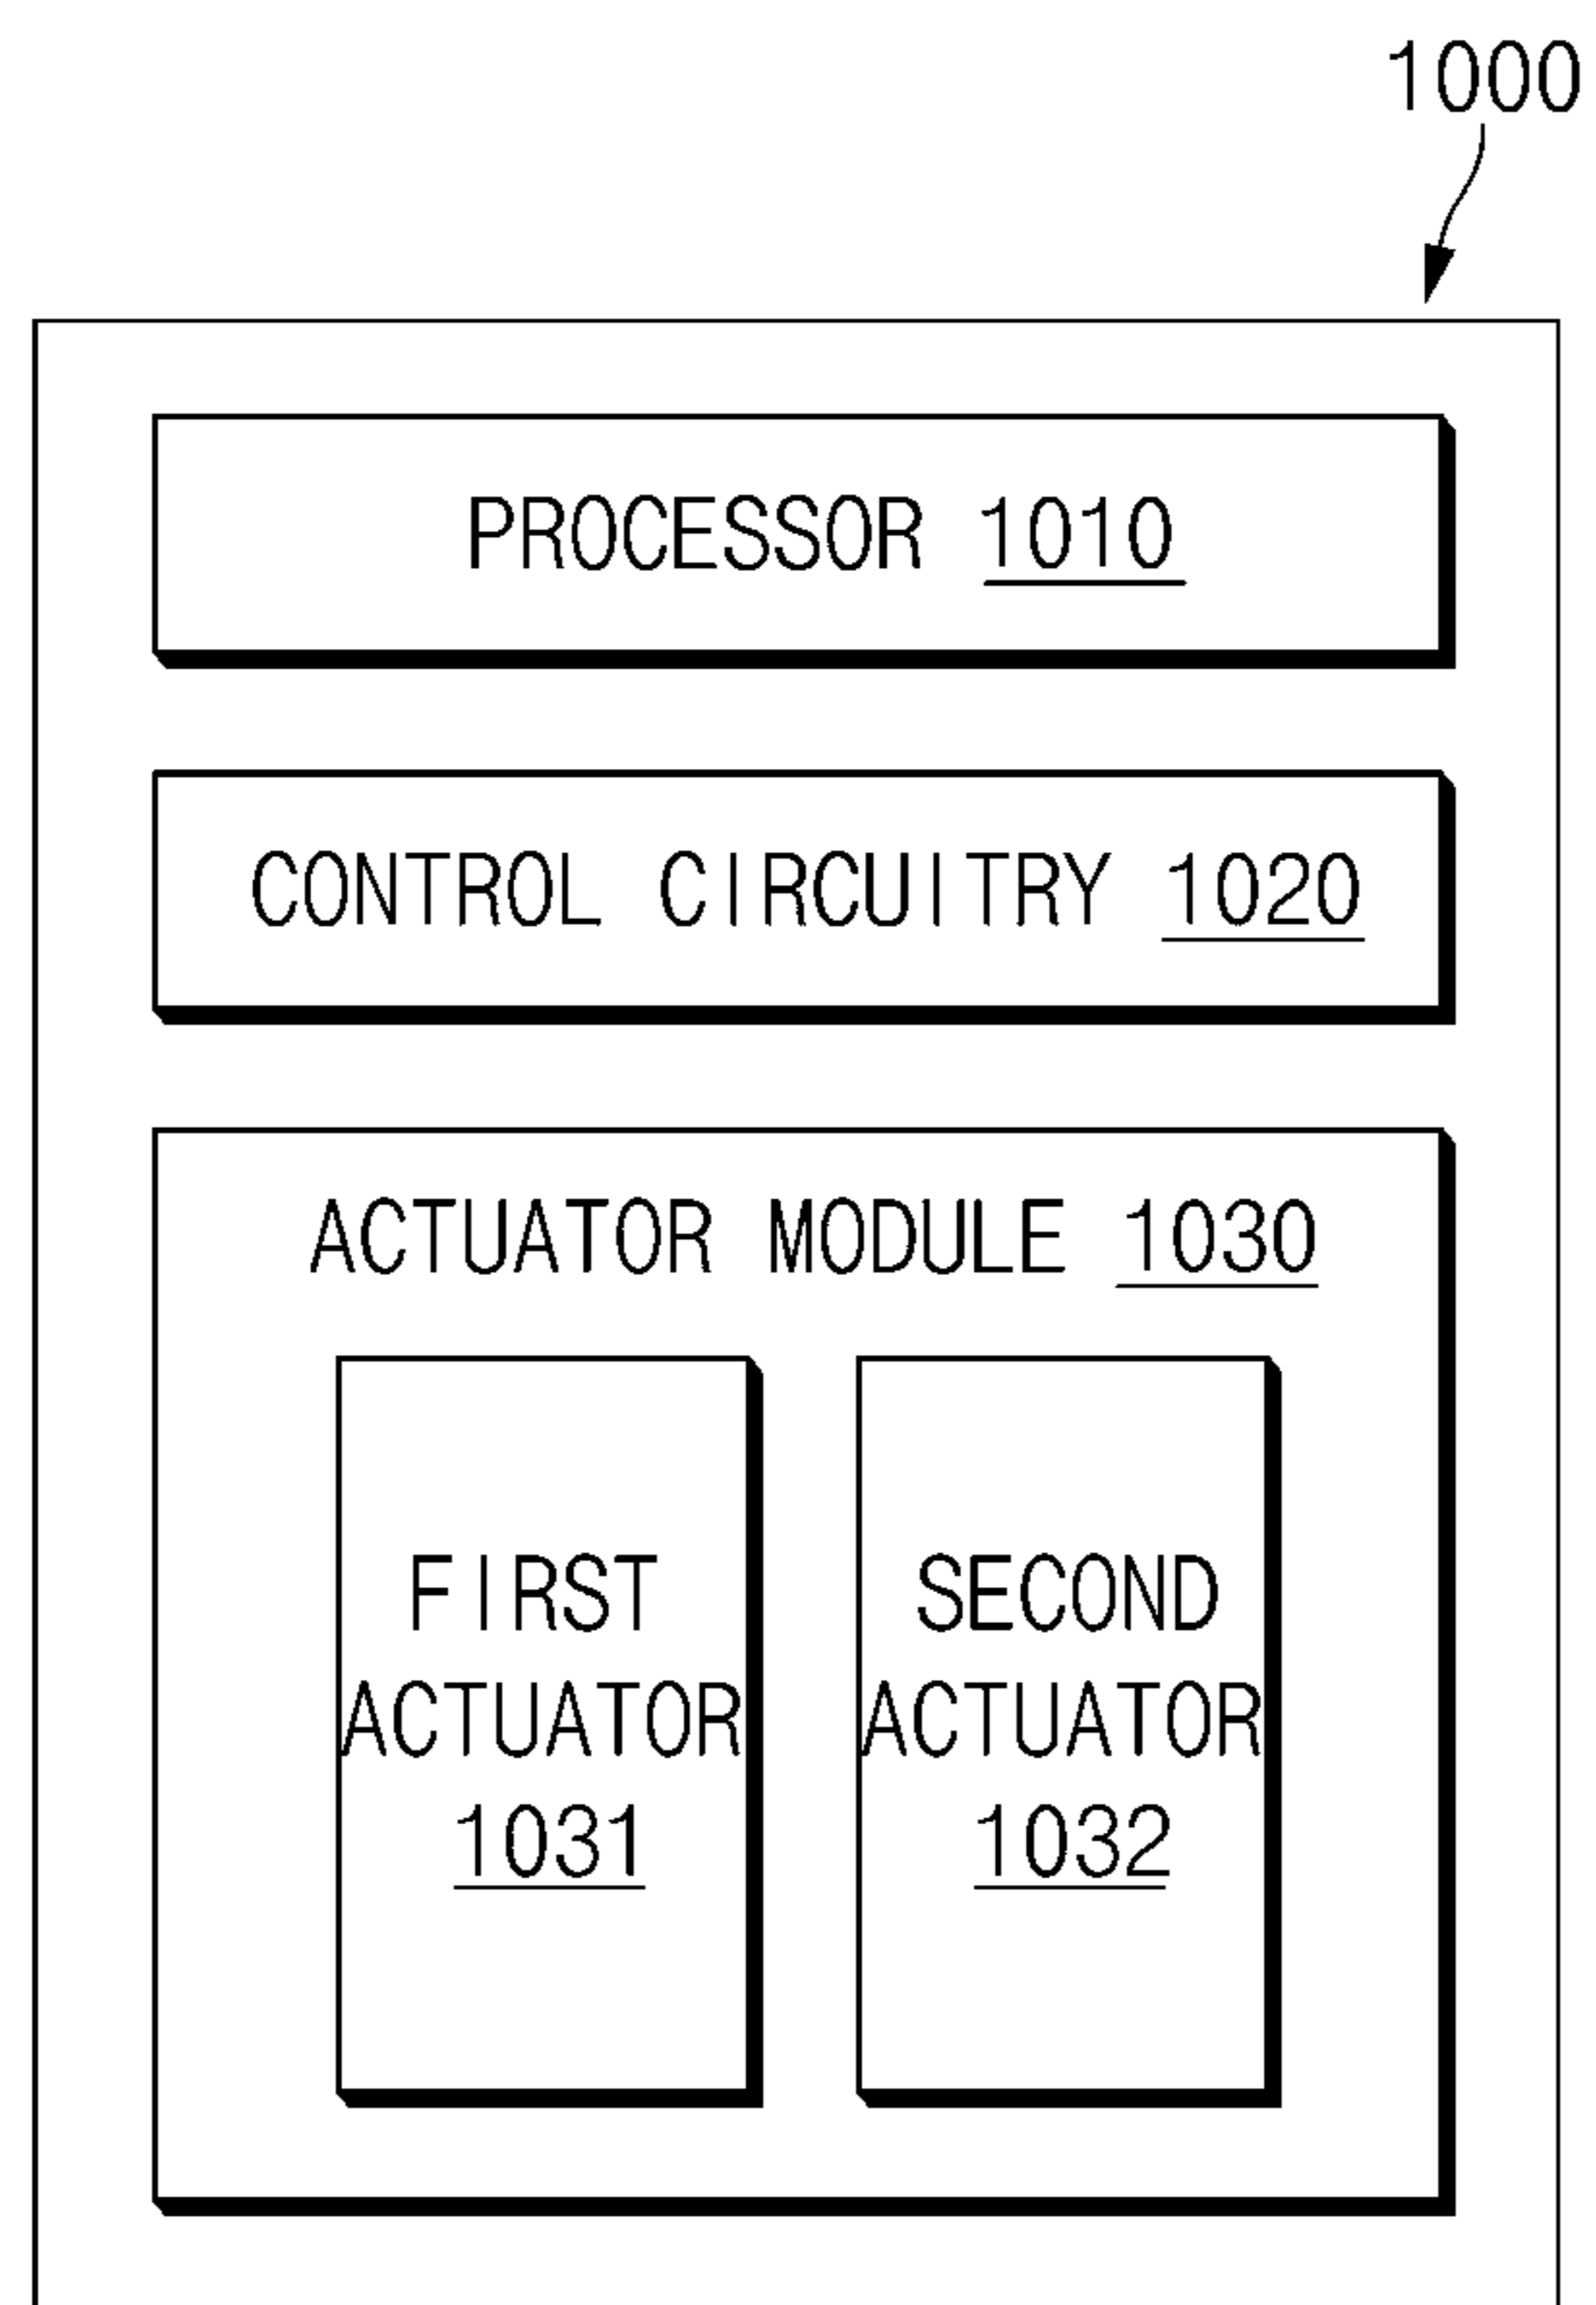 1000
PROCESSOR 1010
CONTROL CIRCUITRY 1020
ACTUATOR MODULE 1030
FIRST
ACTUATOR
1031
SECOND
ACTUATOR
1032